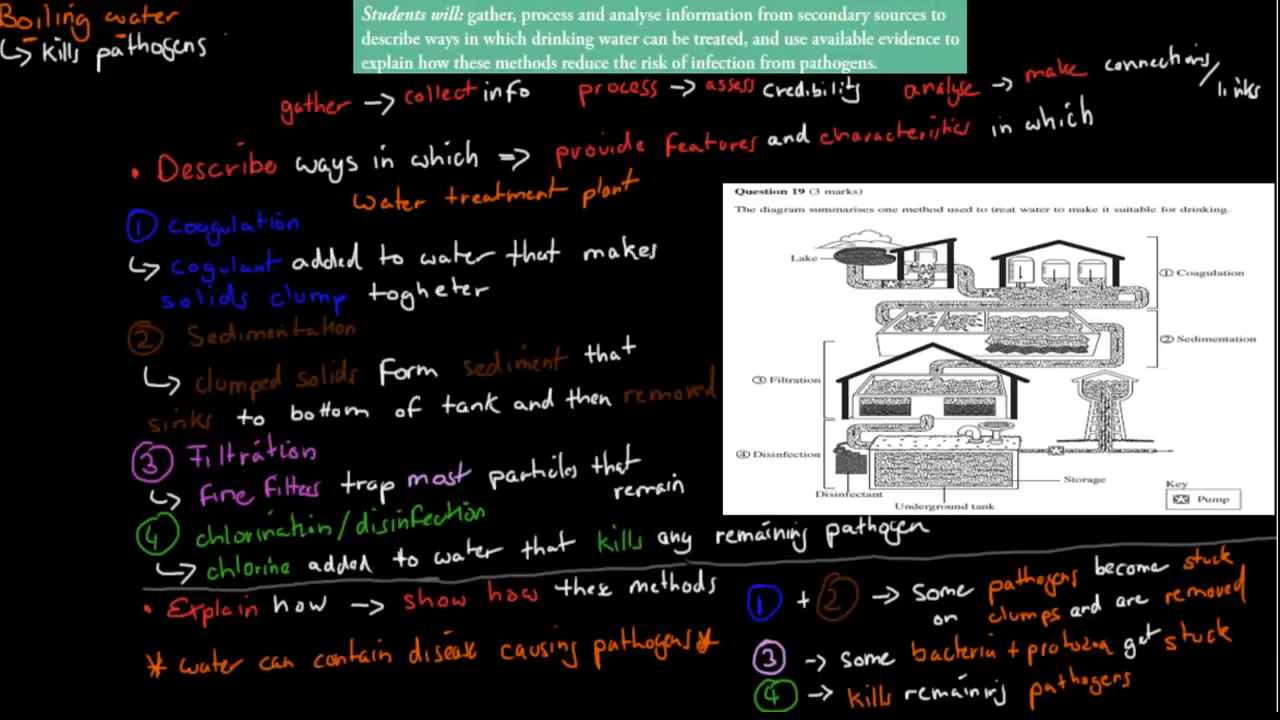 Boiling water
↳ kills pathogens
Students will: gather, process and analyse information from secondary sources to
describe ways in which drinking water can be treated, and use available evidence to
explain how these methods reduce the risk of infection from pathogens.
gather → collect info process → assess credibility analyse → make connections/
links
• Describe ways in which ⇒ provide features and characteristics in which
water treatment plant
① coagulation
↳ cogulant added to water that makes
solids clump togheter
② Sedimentation
↳ clumped solids form sediment that
sinks to bottom of tank and then removed
③ Filtration
↳ fine filters trap most particles that
remain
④ chlorination/disinfection
↳ chlorine added to water that kills any remaining pathogen
• Explain how → show how these methods
* water can contain disease causing pathogens *
Question 19 (3 marks)
The diagram summarises one method used to treat water to make it suitable for drinking.
Lake
① Coagulation
② Sedimentation
③ Filtration
④ Disinfection
Storage
Disinfectant
Underground tank
Key
Pump
① + ② → some pathogens become stuck
on clumps and are removed
③ → some bacteria + protozoa get stuck
④ → kills remaining pathogens